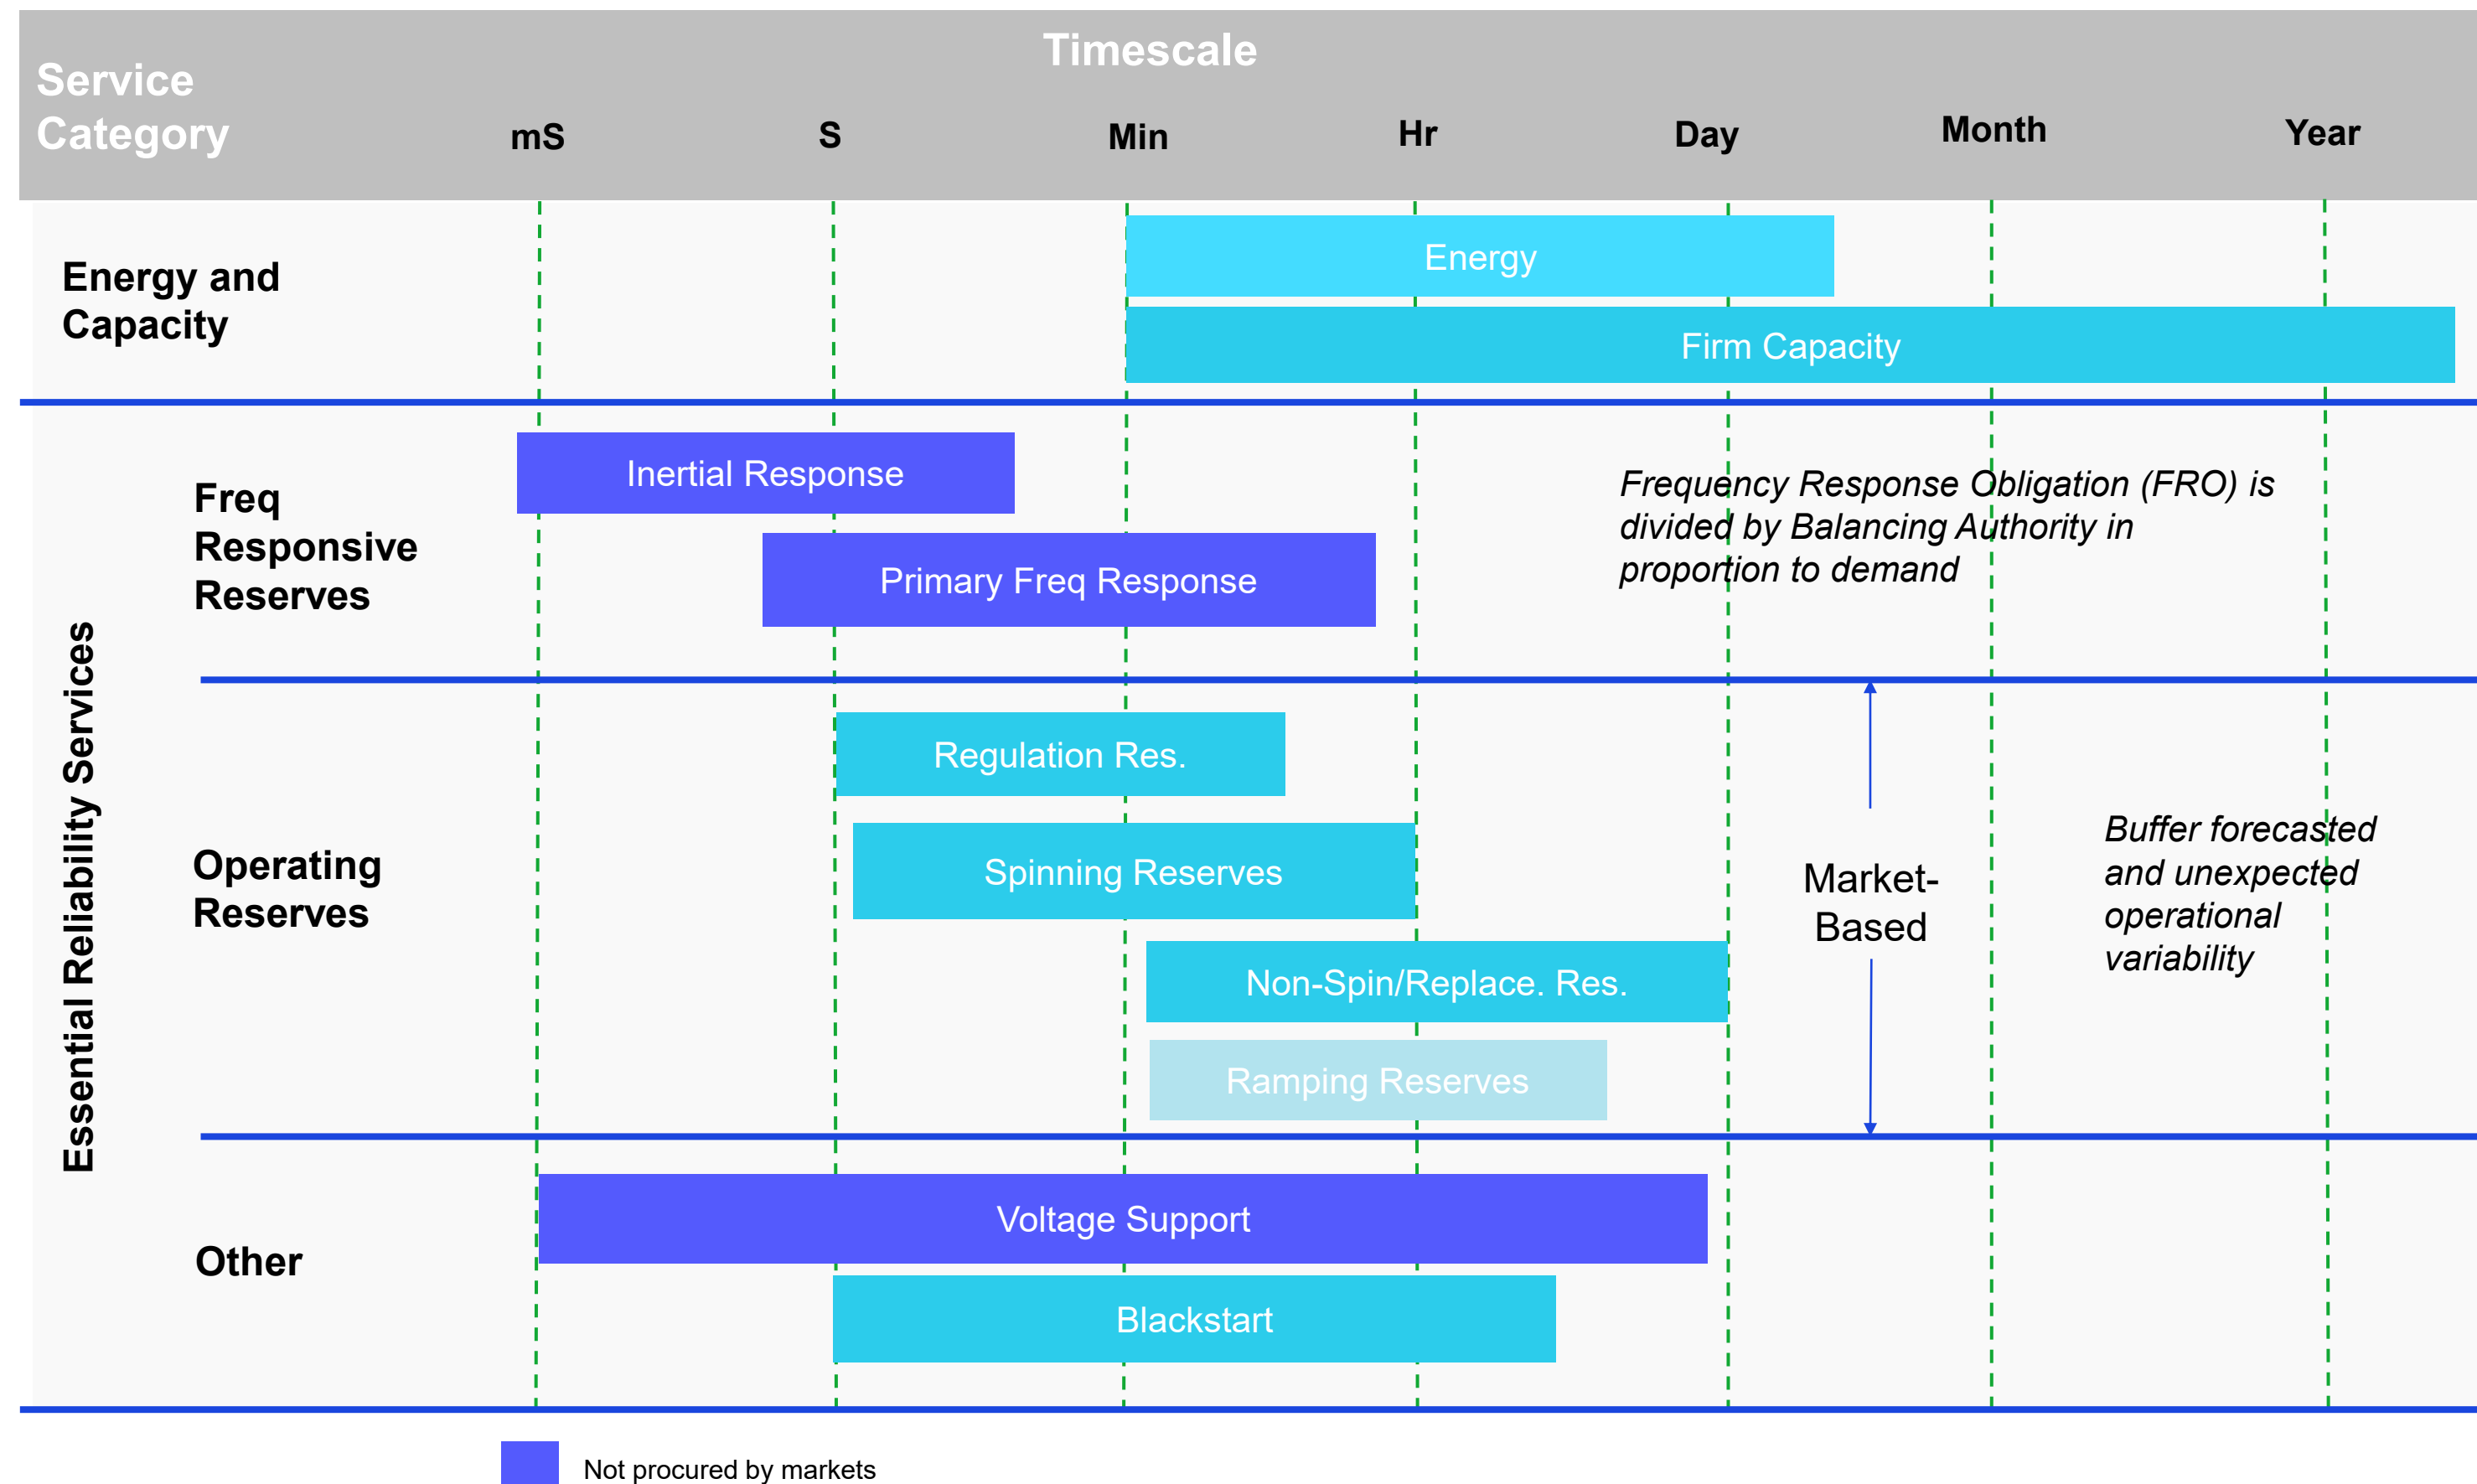 Timescale
Service
Category
mS
S
Min
Hr
Day
Month
Year
Energy and
Capacity
Energy
Firm Capacity
Essential Reliability Services
Freq
Responsive
Reserves
Inertial Response
Primary Freq Response
Frequency Response Obligation (FRO) is
divided by Balancing Authority in
proportion to demand
Operating
Reserves
Regulation Res.
Spinning Reserves
Non-Spin/Replace. Res.
Ramping Reserves
Market-
Based
Buffer forecasted
and unexpected
operational
variability
Other
Voltage Support
Blackstart
Not procured by markets